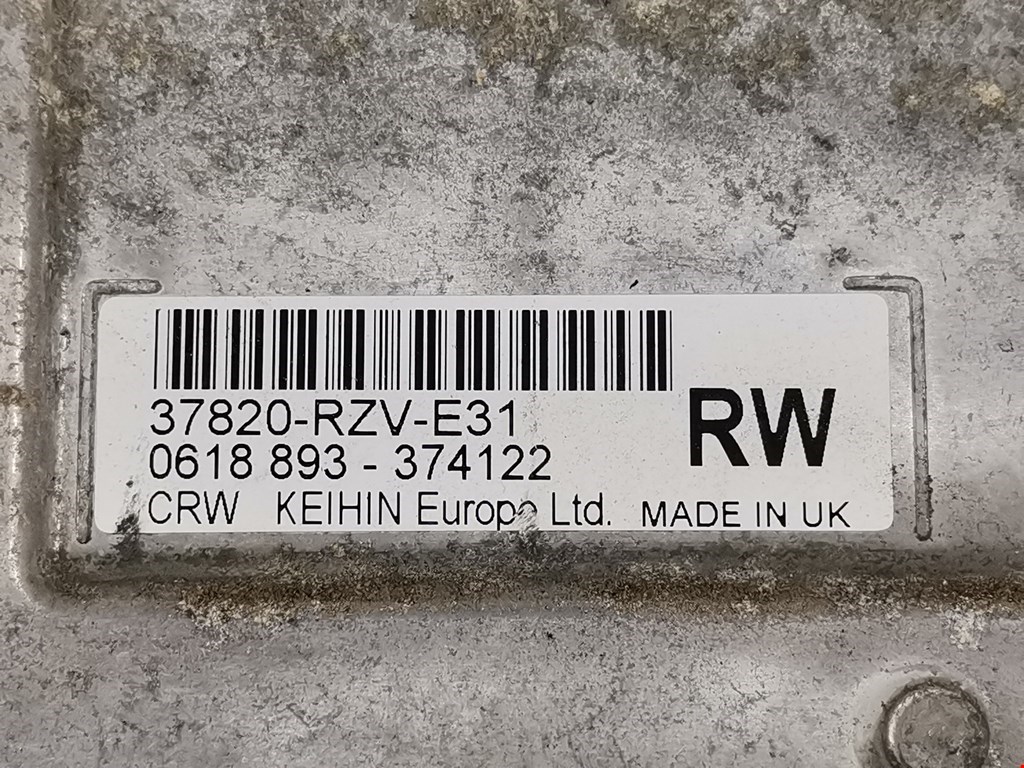 37820-RZV-E31
RW
0618 893 - 374122
CRW KEIHIN Europe Ltd. MADE IN UK